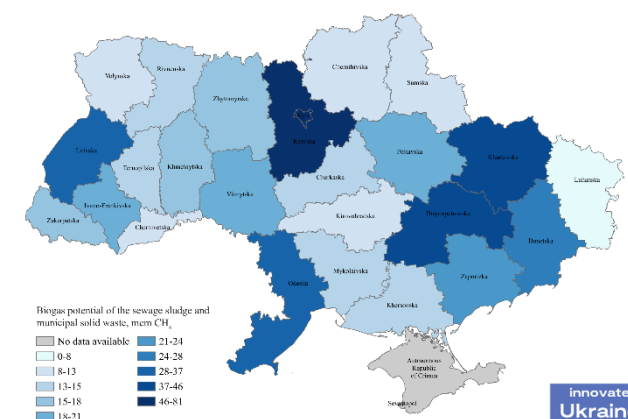 Volynska
Rivnenska
Zhytomyrska
Kyivska
Chernihivska
Sumska
Lvivska
Ternopilska
Khmelnytska
Vinnytska
Cherkaska
Poltavska
Kharkivska
Luhanska
Zakarpatska
Ivano-Frankivska
Chernivetska
Kirovohradska
Dnipropetrovska
Donetska
Odeska
Mykolaivska
Zaporizka
Khersonska
Autonomous
Republic
of Crimea
Sevastopol
Biogas potential of the sewage sludge and
municipal solid waste, mcm CH₄
No data available
0-8
8-13
13-15
15-18
18-21
21-24
24-28
28-37
37-46
46-81
innovate
Ukraine